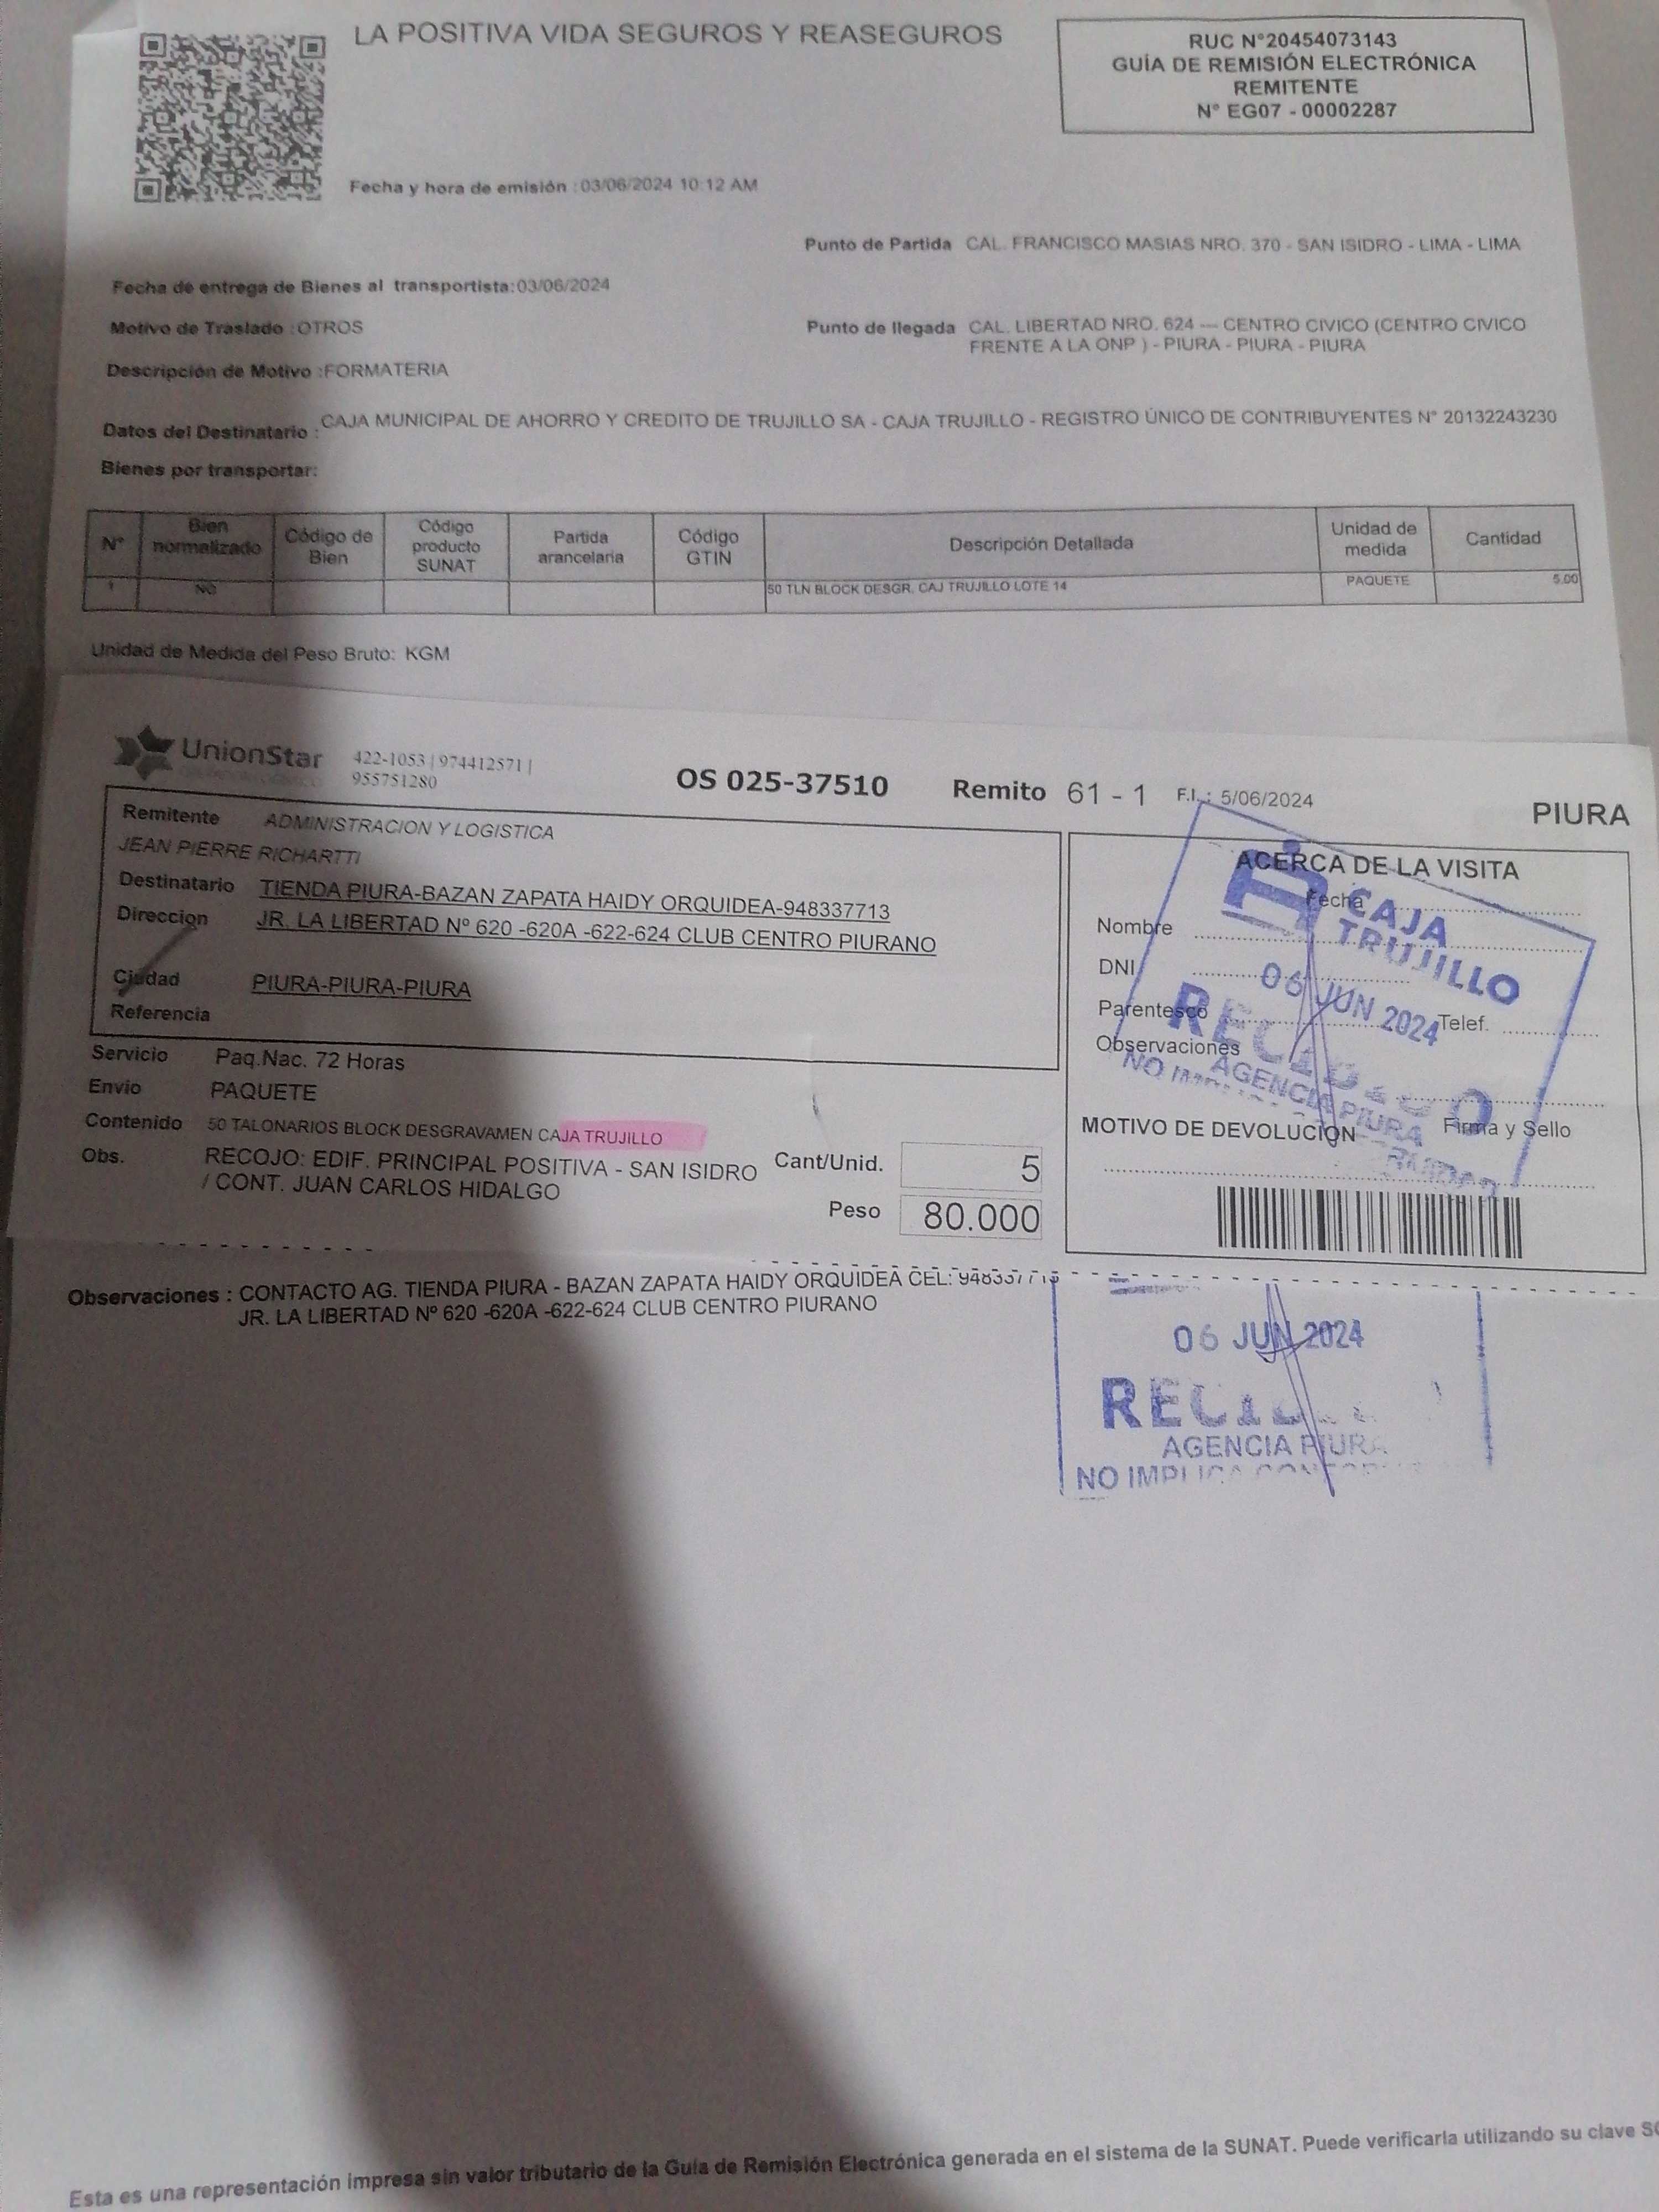 LA POSITIVA VIDA SEGUROS Y REASEGUROS
RUC N°20454073143
GUÍA DE REMISIÓN ELECTRÓNICA
REMITENTE
N° EG07 - 00002287
Fecha y hora de emisión :03/06/2024 10:12 AM
Punto de Partida CAL. FRANCISCO MASIAS NRO. 370 - SAN ISIDRO - LIMA - LIMA
Fecha de entrega de Bienes al transportista:03/06/2024
Motivo de Traslado :OTROS
Punto de llegada CAL. LIBERTAD NRO. 624 — CENTRO CIVICO (CENTRO CIVICO
FRENTE A LA ONP ) - PIURA - PIURA - PIURA
Descripción de Motivo :FORMATERIA
Datos del Destinatario : CAJA MUNICIPAL DE AHORRO Y CREDITO DE TRUJILLO SA - CAJA TRUJILLO - REGISTRO ÚNICO DE CONTRIBUYENTES N° 20132243230
Bienes por transportar:
N° Bien normalizado Código de Bien Código producto SUNAT Partida arancelaria Código GTIN Descripción Detallada Unidad de medida Cantidad
1 NO 50 TLN BLOCK DESGR. CAJ TRUJILLO LOTE 14 PAQUETE 5.00
Unidad de Medida del Peso Bruto: KGM
UnionStar 422-1053 | 974412571 |
955751280
OS 025-37510 Remito 61 - 1 F.I. : 5/06/2024 PIURA
Remitente ADMINISTRACION Y LOGISTICA
JEAN PIERRE RICHARTTI
Destinatario TIENDA PIURA-BAZAN ZAPATA HAIDY ORQUIDEA-948337713
Direccion JR. LA LIBERTAD Nº 620 -620A -622-624 CLUB CENTRO PIURANO
Ciudad PIURA-PIURA-PIURA
Referencia
Servicio Paq.Nac. 72 Horas
Envio PAQUETE
Contenido 50 TALONARIOS BLOCK DESGRAVAMEN CAJA TRUJILLO
Obs. RECOJO: EDIF. PRINCIPAL POSITIVA - SAN ISIDRO
/ CONT. JUAN CARLOS HIDALGO
Cant/Unid. 5
Peso 80.000
ACERCA DE LA VISITA
Fecha
Nombre
DNI
Parentesco Telef.
Observaciones
Firma y Sello
MOTIVO DE DEVOLUCION
CAJA
TRUJILLO
06 JUN 2024
RECIBIDO
AGENCIA PIURA
NO
Observaciones : CONTACTO AG. TIENDA PIURA - BAZAN ZAPATA HAIDY ORQUIDEA CEL: 948337713
JR. LA LIBERTAD Nº 620 -620A -622-624 CLUB CENTRO PIURANO
06 JUN 2024
AGENCIA PIURA
NO IMPLICA
Esta es una representación impresa sin valor tributario de la Guía de Remisión Electrónica generada en el sistema de la SUNAT. Puede verificarla utilizando su clave